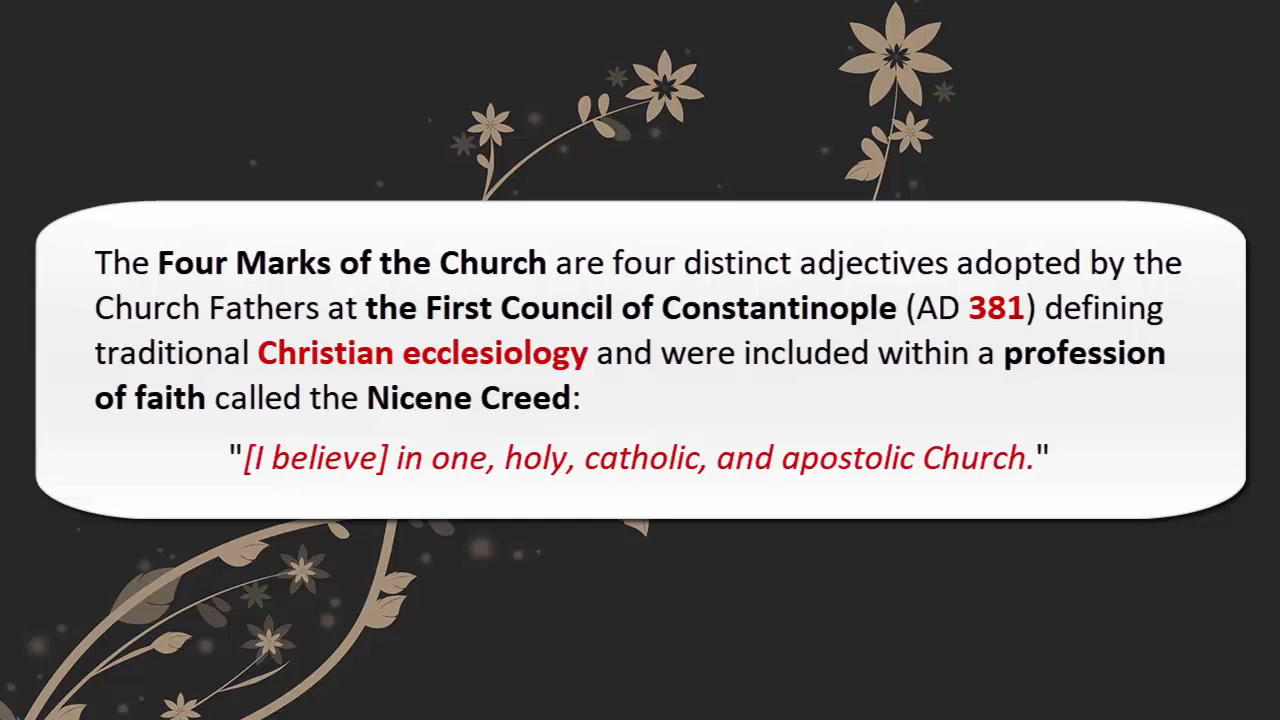 The Four Marks of the Church are four distinct adjectives adopted by the
Church Fathers at the First Council of Constantinople (AD 381) defining
traditional Christian ecclesiology and were included within a profession
of faith called the Nicene Creed:
"[I believe] in one, holy, catholic, and apostolic Church."